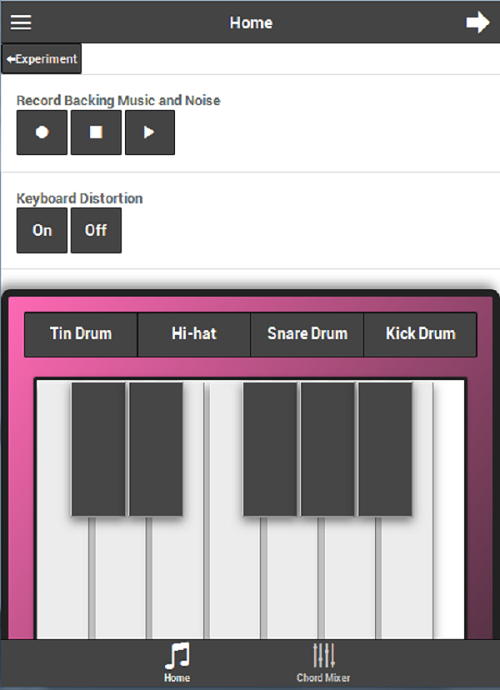 Home
Experiment
Record Backing Music and Noise
Keyboard Distortion
On Off
Tin Drum Hi-hat Snare Drum Kick Drum
Home Chord Mixer